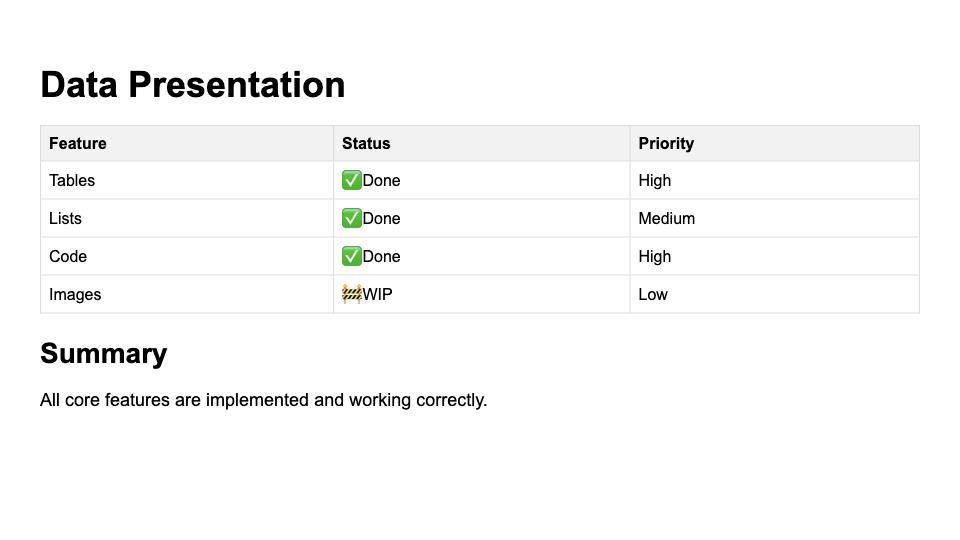 Data Presentation
Feature Status Priority
Tables ✅Done High
Lists ✅Done Medium
Code ✅Done High
Images 🚧WIP Low
Summary
All core features are implemented and working correctly.